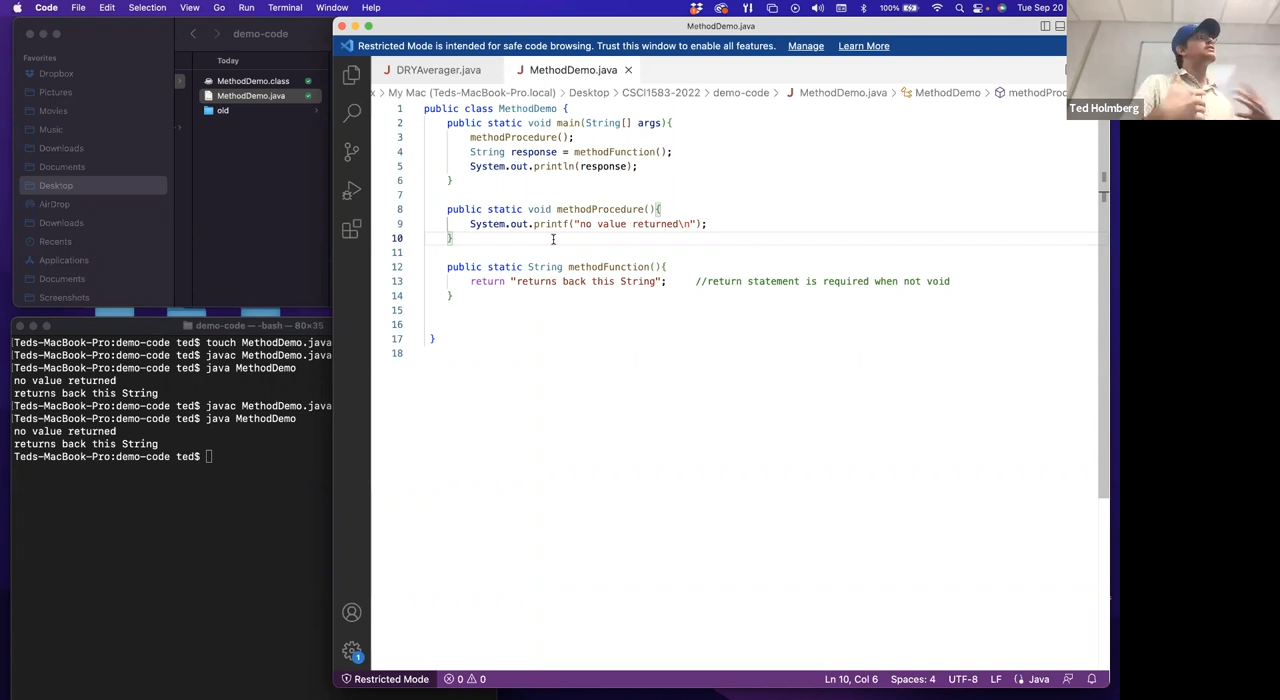 Code File Edit Selection View Go Run Terminal Window Help 100% Tue Sep 20
MethodDemo.java
Restricted Mode is intended for safe code browsing. Trust this window to enable all features. Manage Learn More
Ted Holmberg
demo-code
Favorites
Dropbox
Pictures
Movies
Music
Downloads
Documents
Desktop
AirDrop
Downloads
Recents
Applications
Documents
Screenshots
Today
MethodDemo.class
MethodDemo.java
old
DRYAverager.java
MethodDemo.java
x > My Mac (Teds-MacBook-Pro.local) > Desktop > CSCI1583-2022 > demo-code > MethodDemo.java > MethodDemo > methodProc
1 public class MethodDemo {
2 public static void main(String[] args){
3 methodProcedure();
4 String response = methodFunction();
5 System.out.println(response);
6 }
7
8 public static void methodProcedure(){
9 System.out.printf("no value returned\n");
10 }
11
12 public static String methodFunction(){
13 return "returns back this String"; //return statement is required when not void
14 }
15
16
17 }
18
demo-code — -bash — 80×35
[Teds-MacBook-Pro:demo-code ted$ touch MethodDemo.java
[Teds-MacBook-Pro:demo-code ted$ javac MethodDemo.java
[Teds-MacBook-Pro:demo-code ted$ java MethodDemo
no value returned
returns back this String
[Teds-MacBook-Pro:demo-code ted$ javac MethodDemo.java
[Teds-MacBook-Pro:demo-code ted$ java MethodDemo
no value returned
returns back this String
Teds-MacBook-Pro:demo-code ted$
1
Restricted Mode 0 0 Ln 10, Col 6 Spaces: 4 UTF-8 LF Java